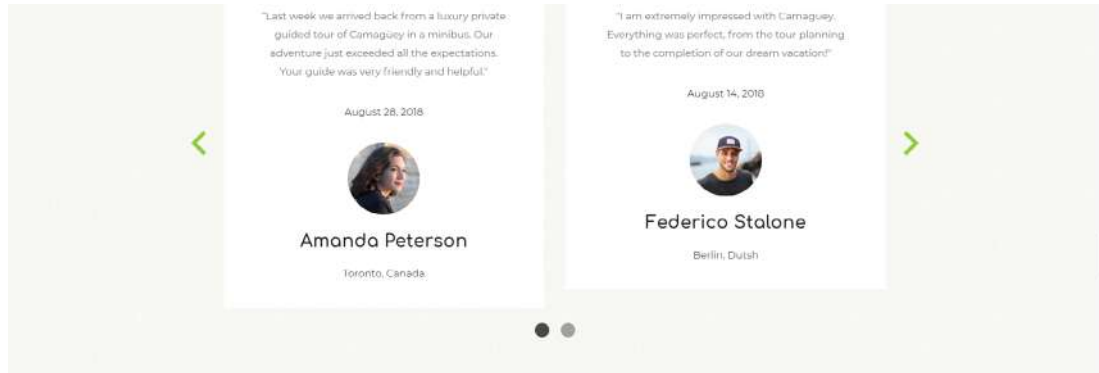 "Last week we arrived back from a luxury private
guided tour of Camagüey in a minibus. Our
adventure just exceeded all the expectations.
Your guide was very friendly and helpful."
August 28, 2018
Amanda Peterson
Toronto, Canada
"I am extremely impressed with Camaguey.
Everything was perfect, from the tour planning
to the completion of our dream vacation!"
August 14, 2018
Federico Stalone
Berlin, Dutsh